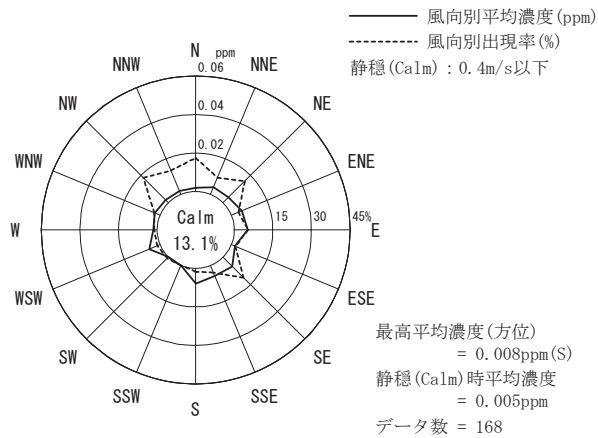 風向別平均濃度(ppm)
風向別出現率(%)
静穏(Calm) : 0.4m/s以下
N ppm
0.06
0.04
0.02
NNW
NNE
NW
NE
WNW
ENE
W
Calm
13.1%
15
30
45%
E
WSW
ESE
SW
SE
SSW
SSE
S
最高平均濃度(方位)
= 0.008ppm(S)
静穏(Calm)時平均濃度
= 0.005ppm
データ数 = 168